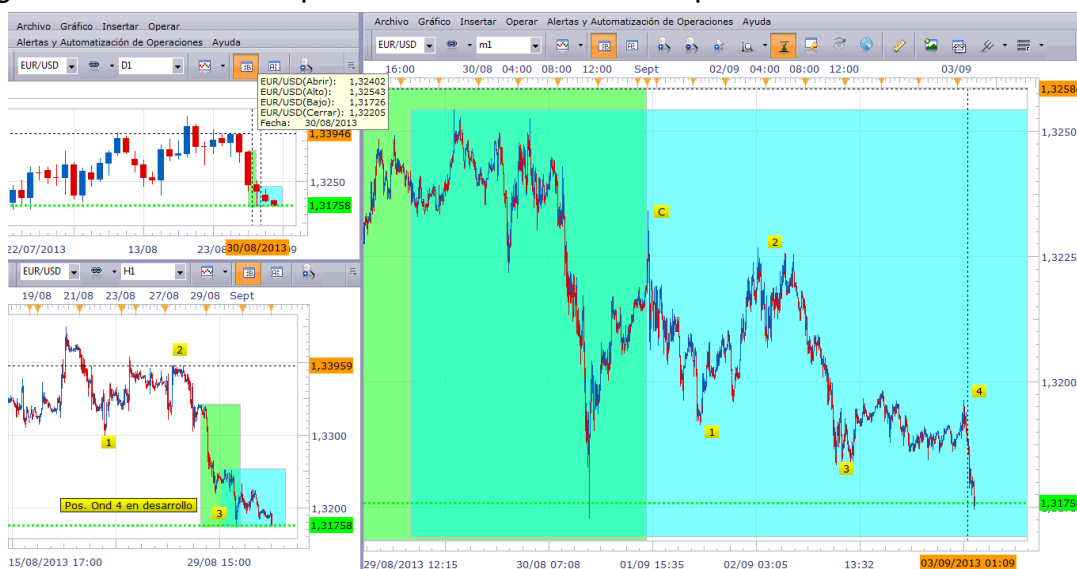 Archivo Gráfico Insertar Operar
Alertas y Automatización de Operaciones Ayuda
EUR/USD D1
EUR/USD(Abrir): 1,32402
EUR/USD(Alto): 1,32543
EUR/USD(Bajo): 1,31726
EUR/USD(Cerrar): 1,32205
Fecha: 30/08/2013
1,33946
1,3250
1,31758
22/07/2013 13/08 23/08 30/08/2013
EUR/USD H1
19/08 21/08 23/08 27/08 29/08 Sept
2
1,33959
1
1,3300
Pos. Ond 4 en desarrollo
3
1,3200
1,31758
15/08/2013 17:00 29/08 15:00
Archivo Gráfico Insertar Operar Alertas y Automatización de Operaciones Ayuda
EUR/USD m1
16:00 30/08 04:00 08:00 12:00 Sept 02/09 04:00 08:00 12:00 03/09
1,3258
1,3250
C
2
1,3225
4
1,3200
1
3
1,3175
29/08/2013 12:15 30/08 07:08 01/09 15:35 02/09 03:05 13:32 03/09/2013 01:09